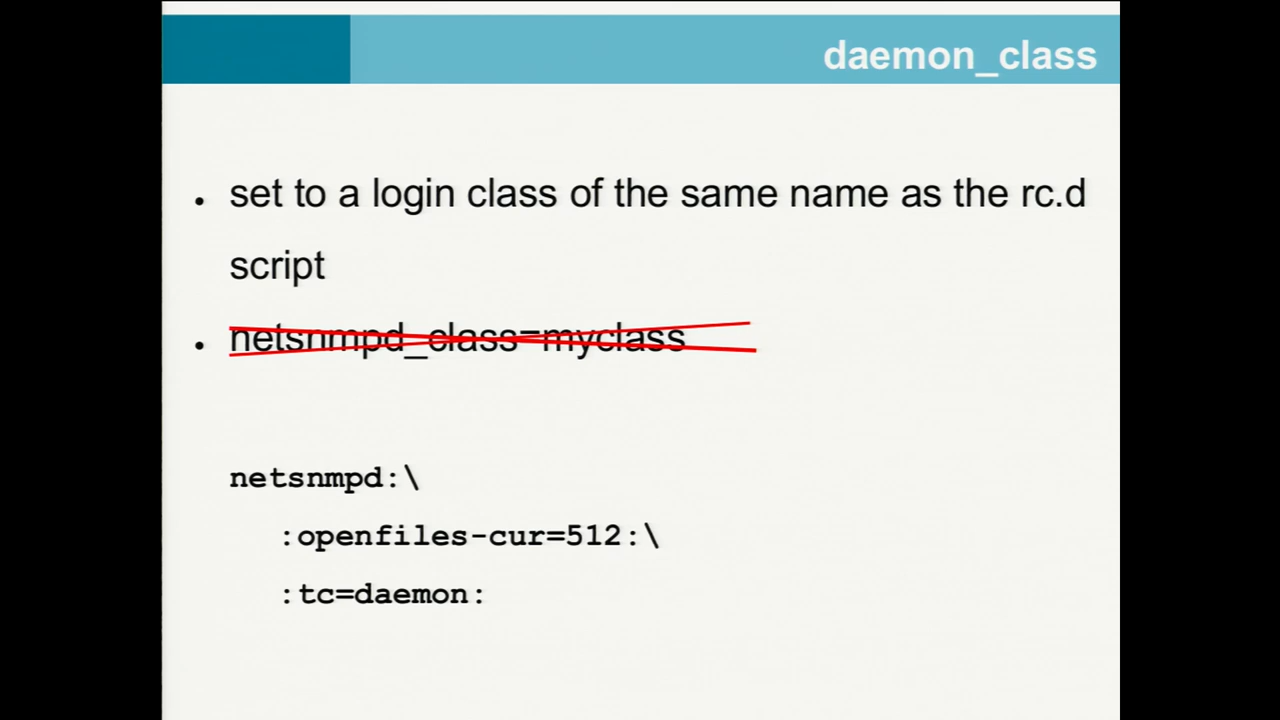 daemon_class
• set to a login class of the same name as the rc.d
script
• netsnmpd_class=myclass
netsnmpd:\
:openfiles-cur=512:\
:tc=daemon: